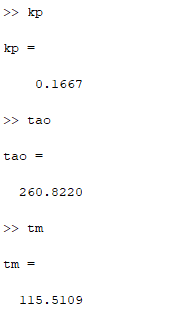 >> kp
kp =
0.1667
>> tao
tao =
260.8220
>> tm
tm =
115.5109